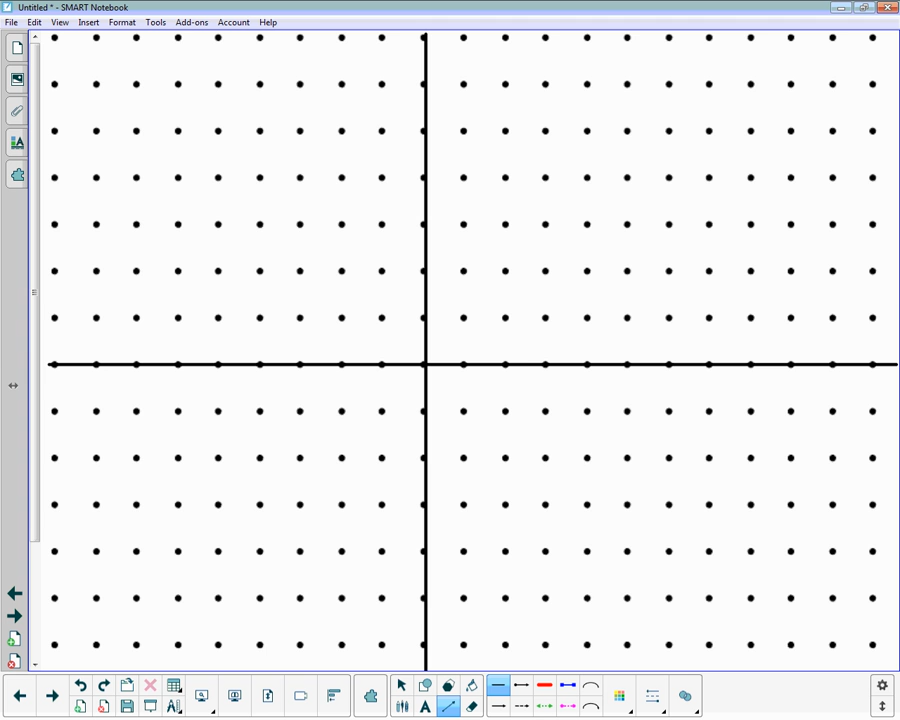 Untitled * - SMART Notebook
File Edit View Insert Format Tools Add-ons Account Help